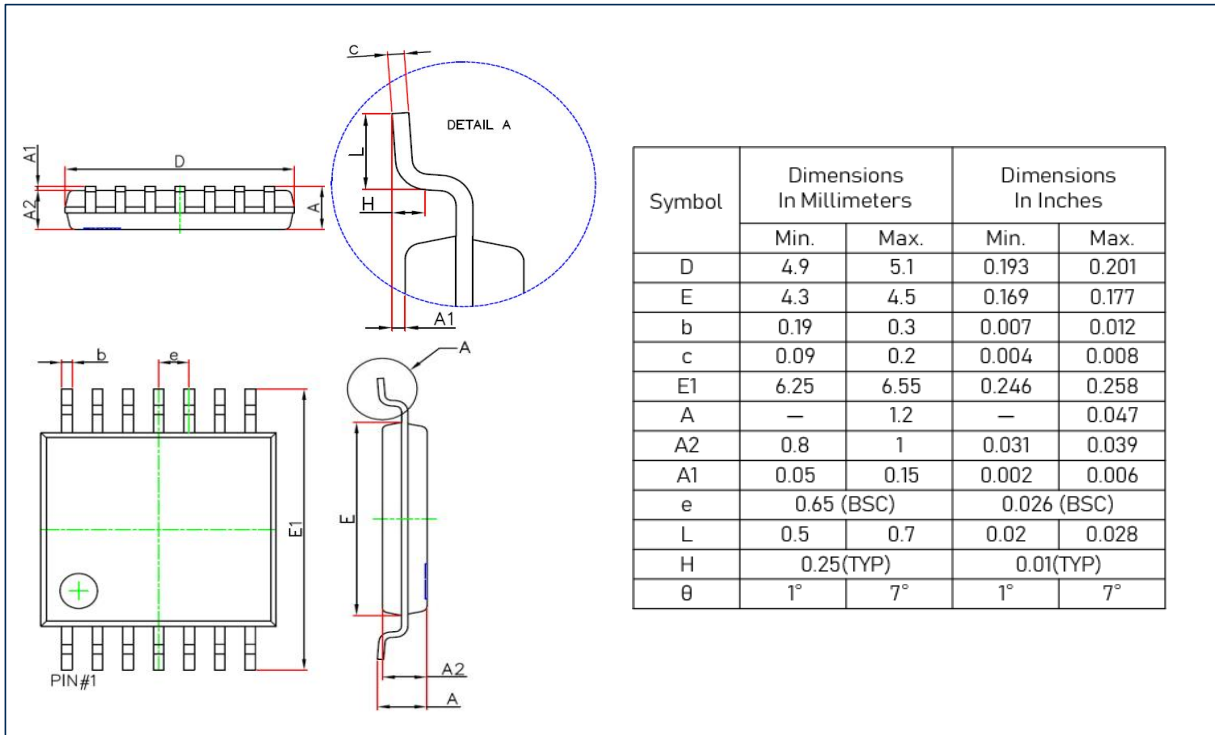 c
DETAIL A
A1
D
L
A2
A
H
A1
b
e
A
E1
E
PIN#1
A2
A
Symbol Dimensions In Millimeters Dimensions In Inches
Min. Max. Min. Max.
D 4.9 5.1 0.193 0.201
E 4.3 4.5 0.169 0.177
b 0.19 0.3 0.007 0.012
c 0.09 0.2 0.004 0.008
E1 6.25 6.55 0.246 0.258
A — 1.2 — 0.047
A2 0.8 1 0.031 0.039
A1 0.05 0.15 0.002 0.006
e 0.65 (BSC) 0.026 (BSC)
L 0.5 0.7 0.02 0.028
H 0.25(TYP) 0.01(TYP)
θ 1° 7° 1° 7°